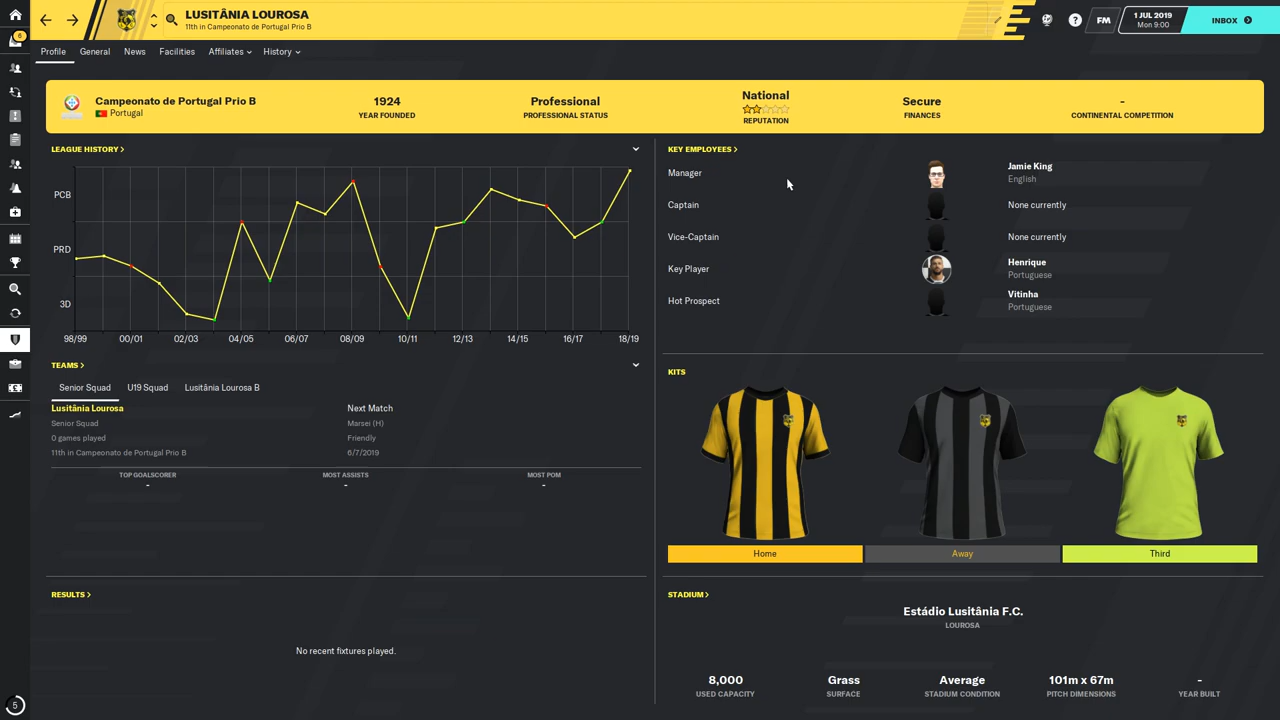 LUSITÂNIA LOUROSA
11th in Campeonato de Portugal Prio B
6
FM
1 JUL 2019
Mon 9:00
INBOX
Profile
General
News
Facilities
Affiliates
History
Campeonato de Portugal Prio B
Portugal
1924
YEAR FOUNDED
Professional
PROFESSIONAL STATUS
National
REPUTATION
Secure
FINANCES
-
CONTINENTAL COMPETITION
LEAGUE HISTORY >
PCB
PRD
3D
98/99
00/01
02/03
04/05
06/07
08/09
10/11
12/13
14/15
16/17
18/19
KEY EMPLOYEES >
Manager
Jamie King
English
Captain
None currently
Vice-Captain
None currently
Key Player
Henrique
Portuguese
Hot Prospect
Vitinha
Portuguese
TEAMS >
Senior Squad
U19 Squad
Lusitânia Lourosa B
Lusitânia Lourosa
Senior Squad
0 games played
11th in Campeonato de Portugal Prio B
Next Match
Marsei (H)
Friendly
6/7/2019
TOP GOALSCORER
-
MOST ASSISTS
-
MOST POM
-
KITS
Home
Away
Third
RESULTS >
No recent fixtures played.
STADIUM >
Estádio Lusitânia F.C.
LOUROSA
8,000
USED CAPACITY
Grass
SURFACE
Average
STADIUM CONDITION
101m x 67m
PITCH DIMENSIONS
-
YEAR BUILT
5